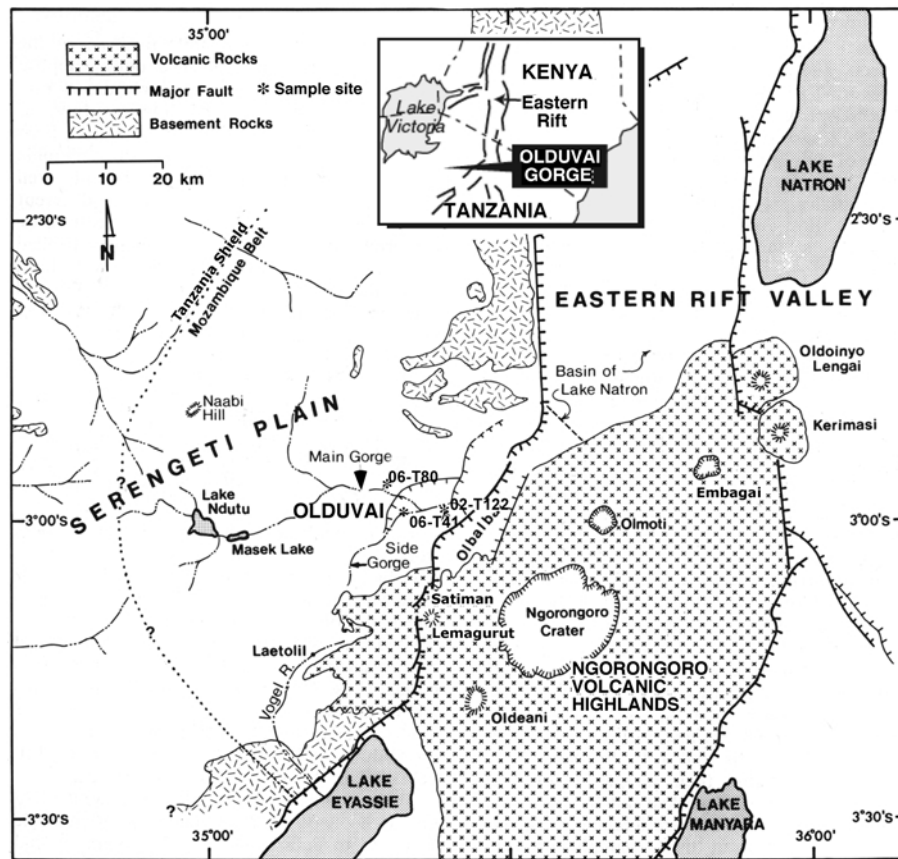 35°00'
36°00'
Volcanic Rocks
Major Fault
* Sample site
Basement Rocks
0 10 20 km
N
2°30'S
2°30'S
KENYA
Lake
Victoria
Eastern
Rift
OLDUVAI
GORGE
TANZANIA
LAKE
NATRON
Tanzania Shield
Mozambique Belt
EASTERN RIFT VALLEY
Basin of
Lake Natron
Oldoinyo
Lengai
Kerimasi
Naabi
Hill
SERENGETI PLAIN
?
Main Gorge
06-T80
02-T122
06-T41
OLDUVAI
Olbalbal
Embagai
Lake
Ndutu
Masek Lake
3°00'S
3°00'S
Olmoti
Side
Gorge
Satiman
Lemagurut
Ngorongoro
Crater
?
Laetolil
Vogel R.
NGORONGORO
VOLCANIC
HIGHLANDS
Oldeani
LAKE
EYASSIE
LAKE
MANYARA
?
3°30'S
3°30'S
35°00'
36°00'